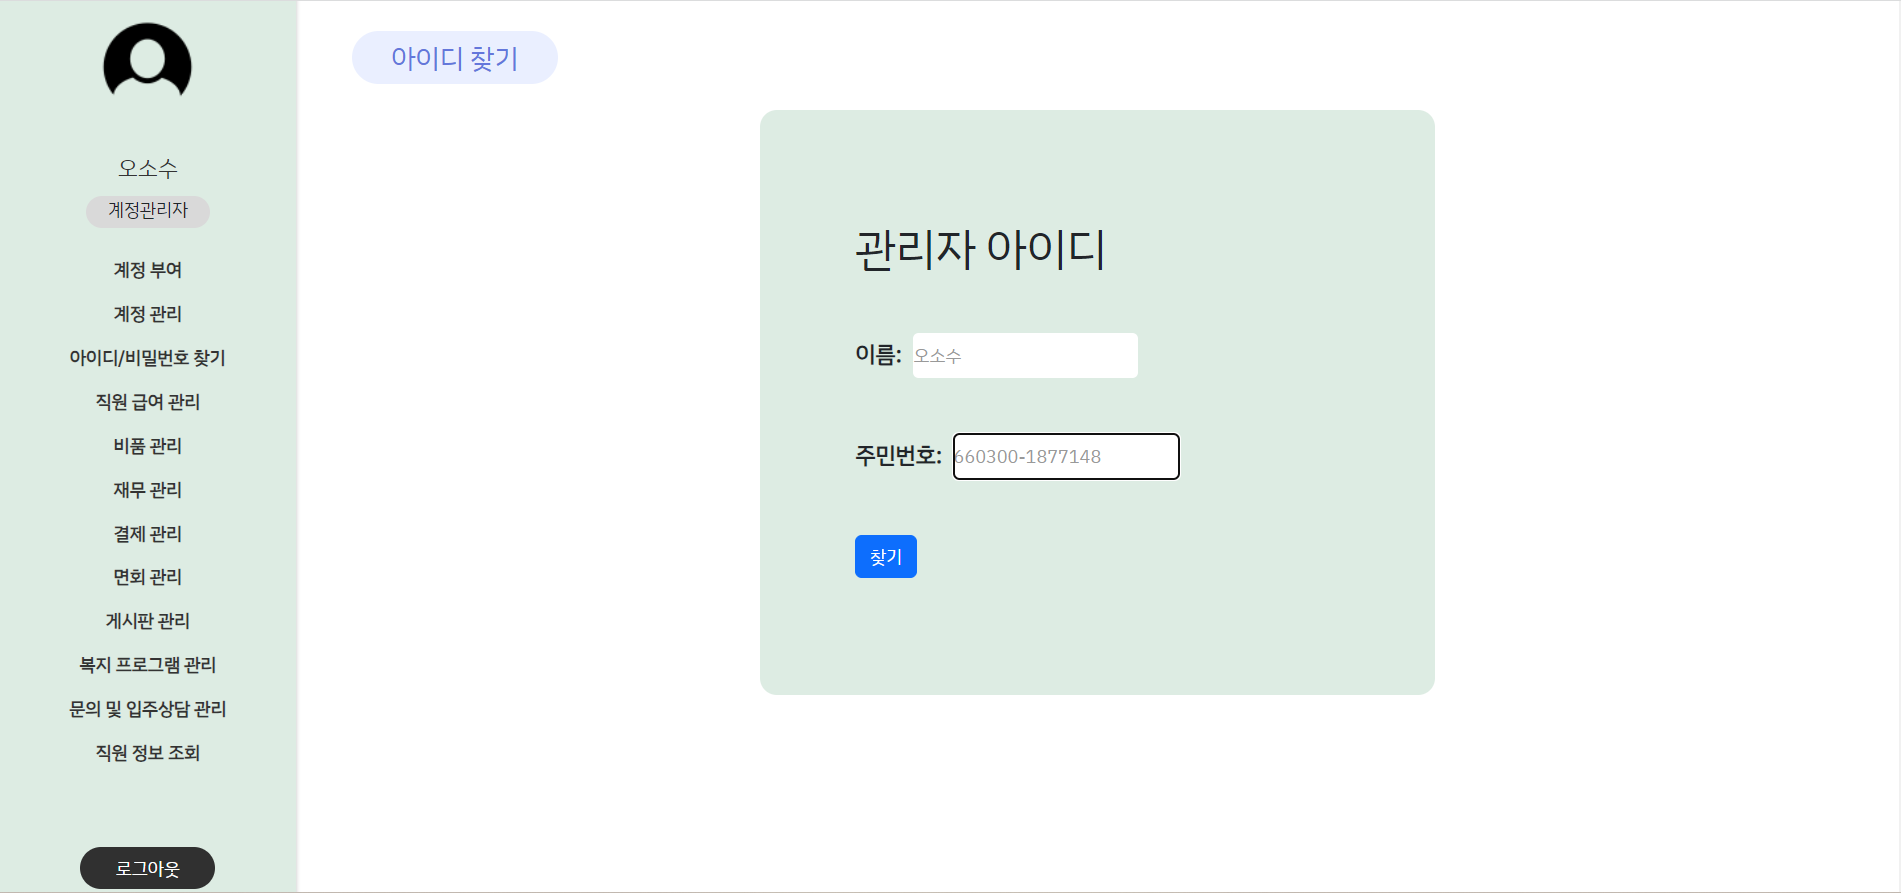 오소수
계정관리자
계정 부여
계정 관리
아이디/비밀번호 찾기
직원 급여 관리
비품 관리
재무 관리
결제 관리
면회 관리
게시판 관리
복지 프로그램 관리
문의 및 입주상담 관리
직원 정보 조회
로그아웃
아이디 찾기
관리자 아이디
이름: 오소수
주민번호: 660300-1877148
찾기